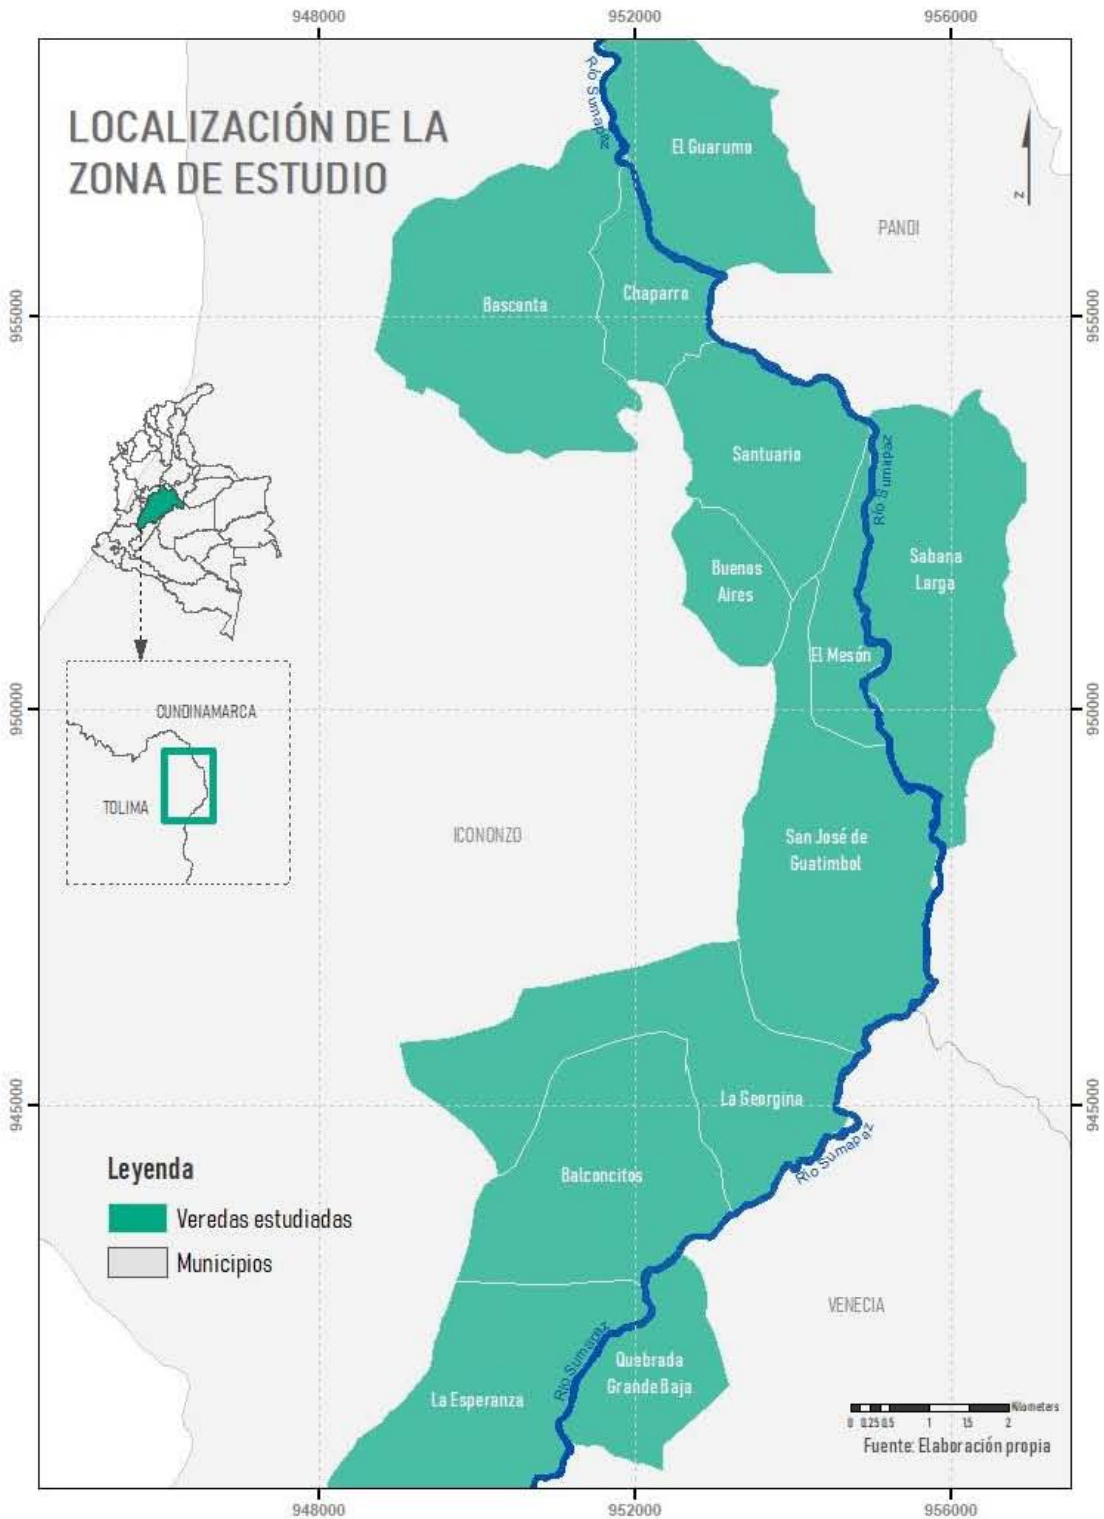 948000
952000
956000
LOCALIZACIÓN DE LA
ZONA DE ESTUDIO
Río Sumapaz
El Guarumo
Z
PANDI
Basconta
Chaparro
955000
955000
Santuario
Río Sumapaz
Buenos
Aires
Sabana
Larga
El Mesón
CUNDINAMARCA
950000
950000
TOLIMA
ICONONZO
San José de
Guatimbol
La Georgina
945000
945000
Río Sumapaz
Leyenda
Balconcitos
Veredas estudiadas
Municipios
VENECIA
Río Sumapaz
Quebrada
Grande Baja
La Esperanza
Kilometers
0 0.25 0.5 1 1.5 2
Fuente: Elaboración propia
948000
952000
956000